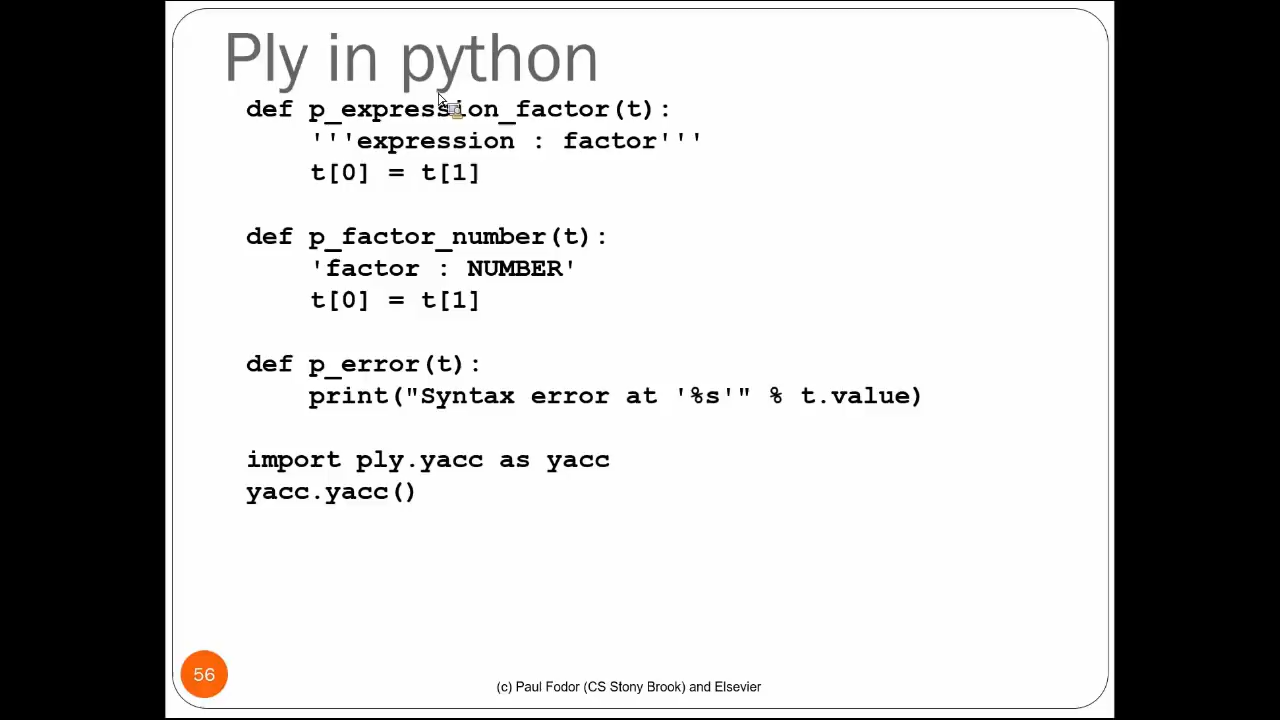 Ply in python
def p_expression_factor(t):
    '''expression : factor'''
    t[0] = t[1]
def p_factor_number(t):
    'factor : NUMBER'
    t[0] = t[1]
def p_error(t):
    print("Syntax error at '%s'" % t.value)
import ply.yacc as yacc
yacc.yacc()
56
(c) Paul Fodor (CS Stony Brook) and Elsevier